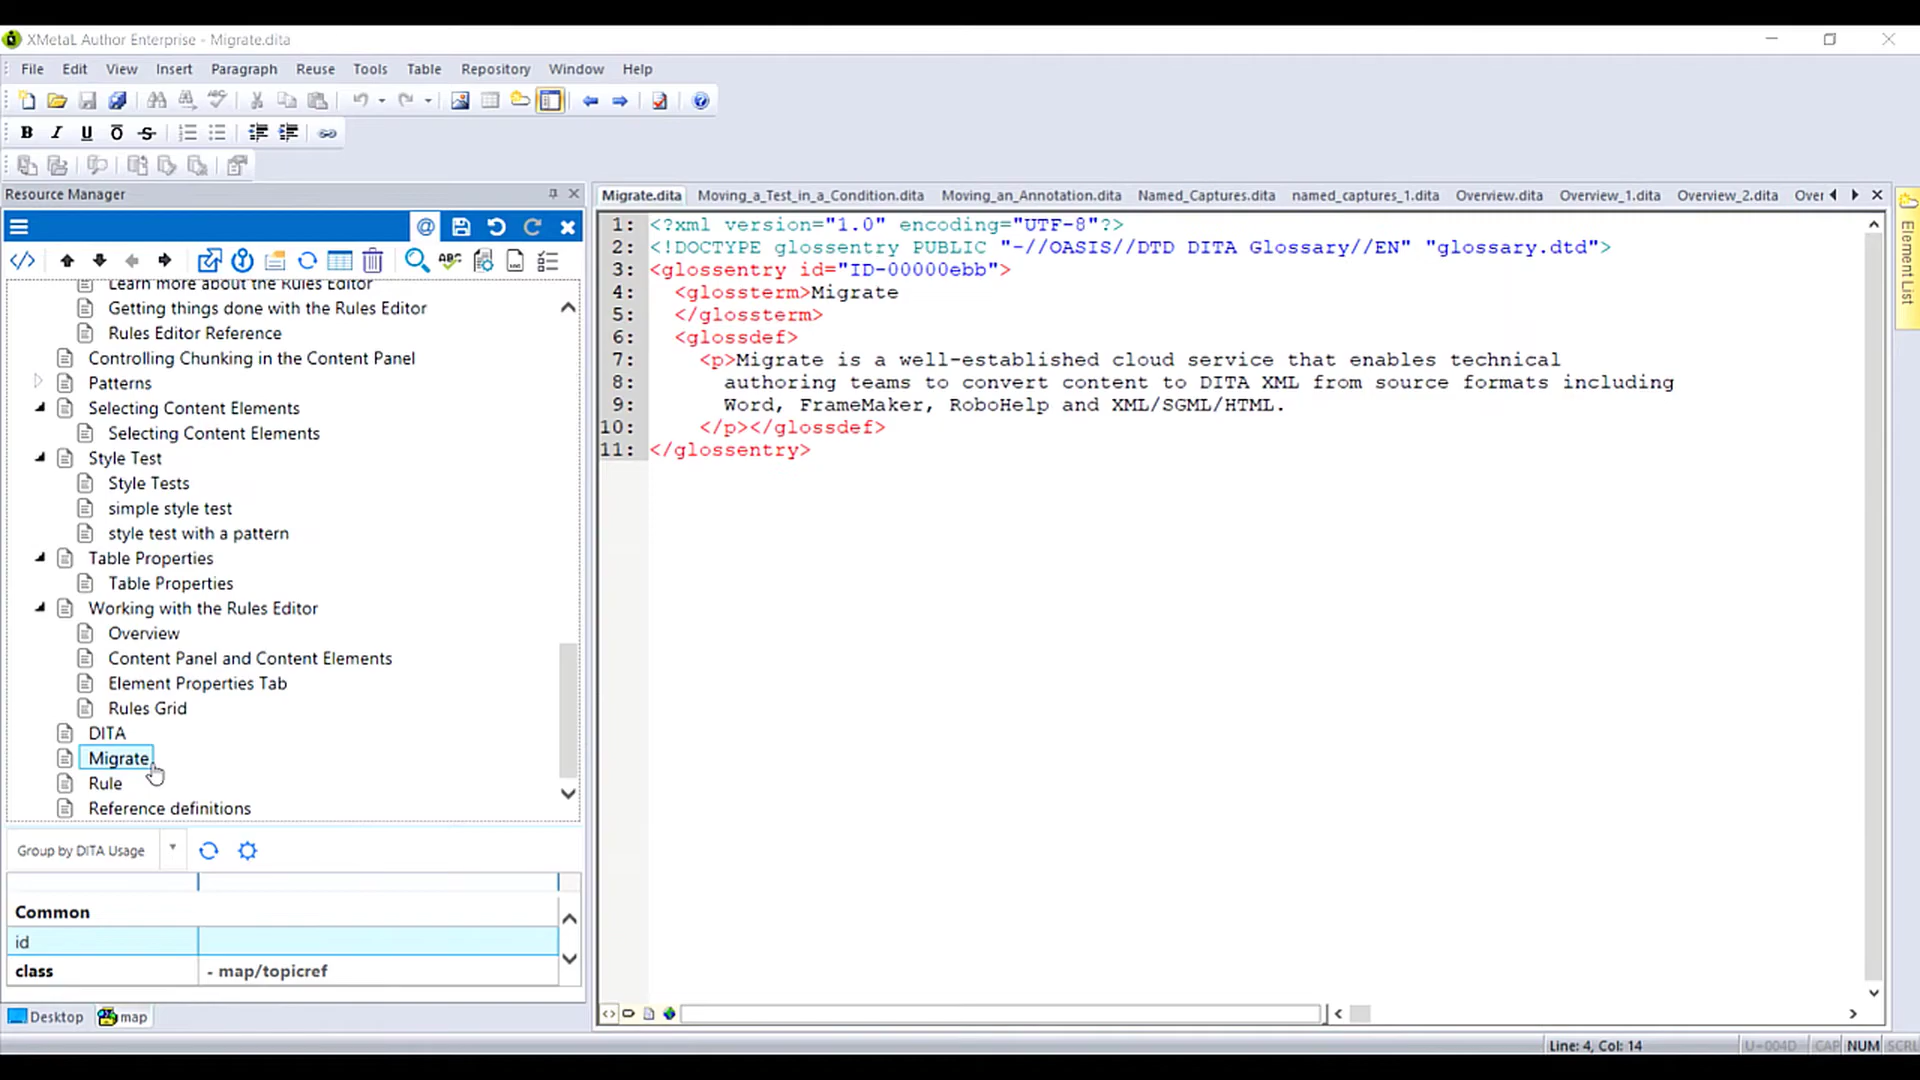 XMetaL Author Enterprise - Migrate.dita
File Edit View Insert Paragraph Reuse Tools Table Repository Window Help
B I U O S
Resource Manager
Learn more about the Rules Editor
Getting things done with the Rules Editor
Rules Editor Reference
Controlling Chunking in the Content Panel
Patterns
Selecting Content Elements
Selecting Content Elements
Style Test
Style Tests
simple style test
style test with a pattern
Table Properties
Table Properties
Working with the Rules Editor
Overview
Content Panel and Content Elements
Element Properties Tab
Rules Grid
DITA
Migrate
Rule
Reference definitions
Group by DITA Usage
Common
id
class - map/topicref
Desktop map
Migrate.dita Moving_a_Test_in_a_Condition.dita Moving_an_Annotation.dita Named_Captures.dita named_captures_1.dita Overview.dita Overview_1.dita Overview_2.dita Over
1: <?xml version="1.0" encoding="UTF-8"?>
2: <!DOCTYPE glossentry PUBLIC "-//OASIS//DTD DITA Glossary//EN" "glossary.dtd">
3: <glossentry id="ID-00000ebb">
4: <glossterm>Migrate
5: </glossterm>
6: <glossdef>
7: <p>Migrate is a well-established cloud service that enables technical
8: authoring teams to convert content to DITA XML from source formats including
9: Word, FrameMaker, RoboHelp and XML/SGML/HTML.
10: </p></glossdef>
11: </glossentry>
Element List
Line: 4, Col: 14 U+004D CAP NUM SCRL